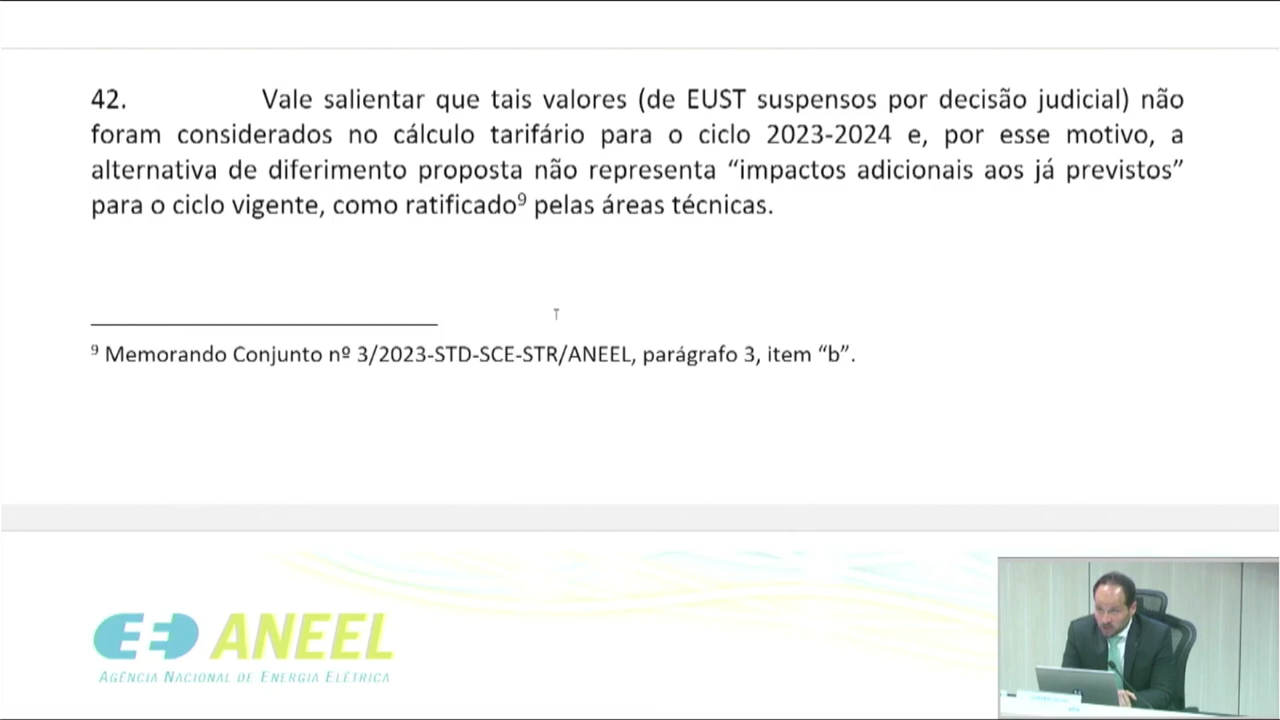 42. Vale salientar que tais valores (de EUST suspensos por decisão judicial) não
foram considerados no cálculo tarifário para o ciclo 2023-2024 e, por esse motivo, a
alternativa de diferimento proposta não representa “impactos adicionais aos já previstos”
para o ciclo vigente, como ratificado⁹ pelas áreas técnicas.
⁹ Memorando Conjunto nº 3/2023-STD-SCE-STR/ANEEL, parágrafo 3, item “b”.
ANEEL
AGÊNCIA NACIONAL DE ENERGIA ELÉTRICA